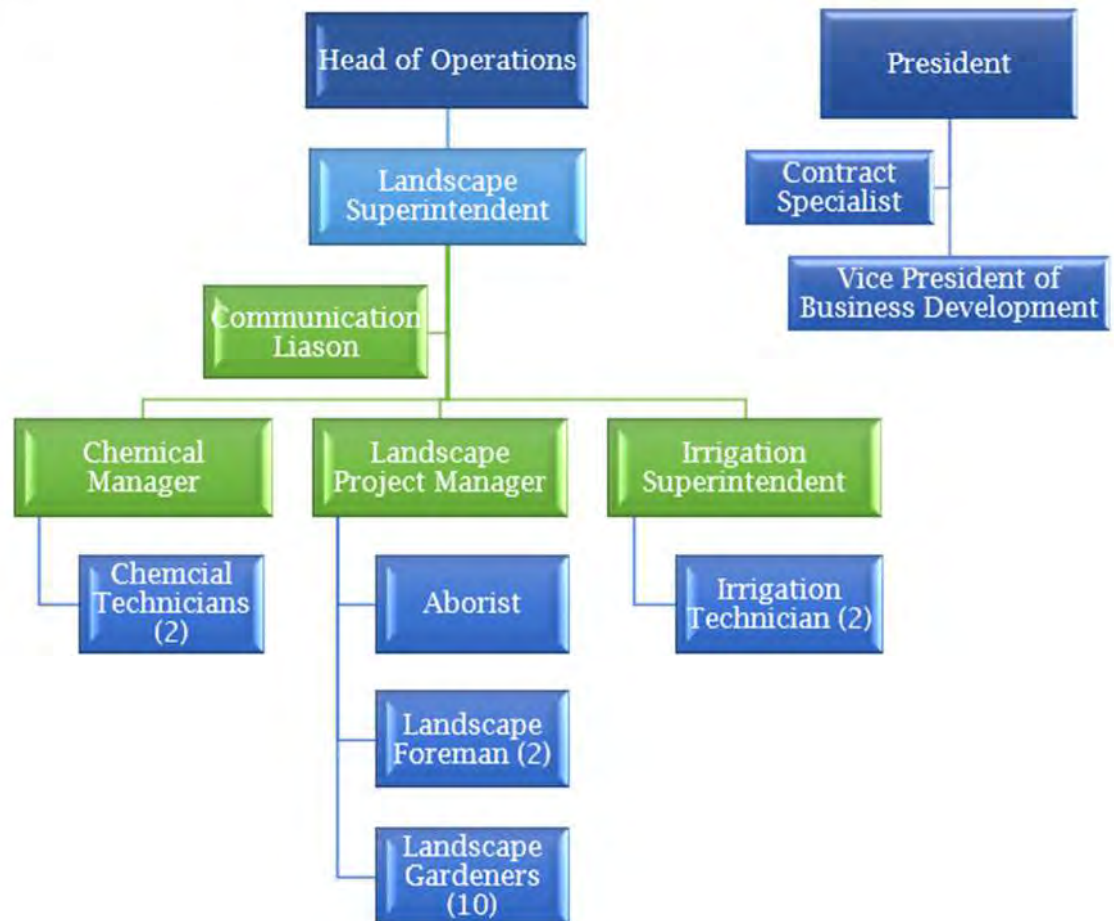 Head of Operations
President
Landscape
Superintendent
Contract
Specialist
Vice President of
Business Development
Communication
Liason
Chemical
Manager
Landscape
Project Manager
Irrigation
Superintendent
Chemcial
Technicians
(2)
Aborist
Irrigation
Technician (2)
Landscape
Foreman (2)
Landscape
Gardeners
(10)